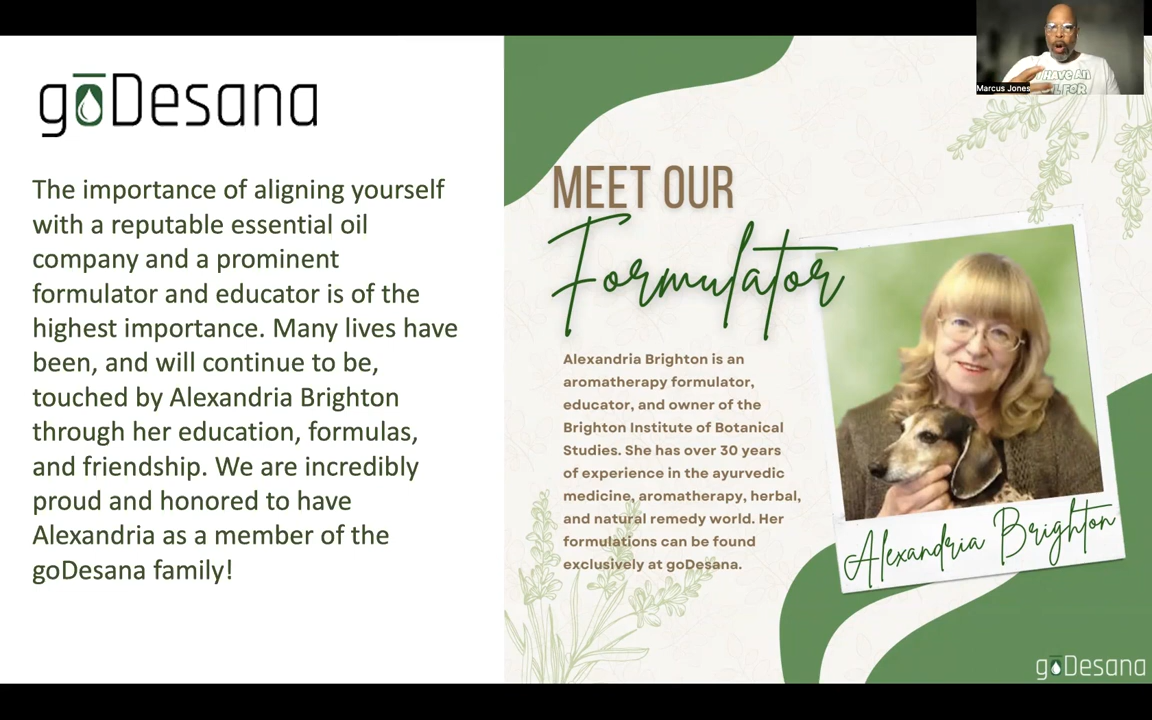 gōDesana
The importance of aligning yourself
with a reputable essential oil
company and a prominent
formulator and educator is of the
highest importance. Many lives have
been, and will continue to be,
touched by Alexandria Brighton
through her education, formulas,
and friendship. We are incredibly
proud and honored to have
Alexandria as a member of the
goDesana family!
MEET OUR
Formulator
Alexandria Brighton is an
aromatherapy formulator,
educator, and owner of the
Brighton Institute of Botanical
Studies. She has over 30 years
of experience in the ayurvedic
medicine, aromatherapy, herbal,
and natural remedy world. Her
formulations can be found
exclusively at goDesana.
Alexandria Brighton
gōDesana
HAVE AN
FOR
Marcus Jones